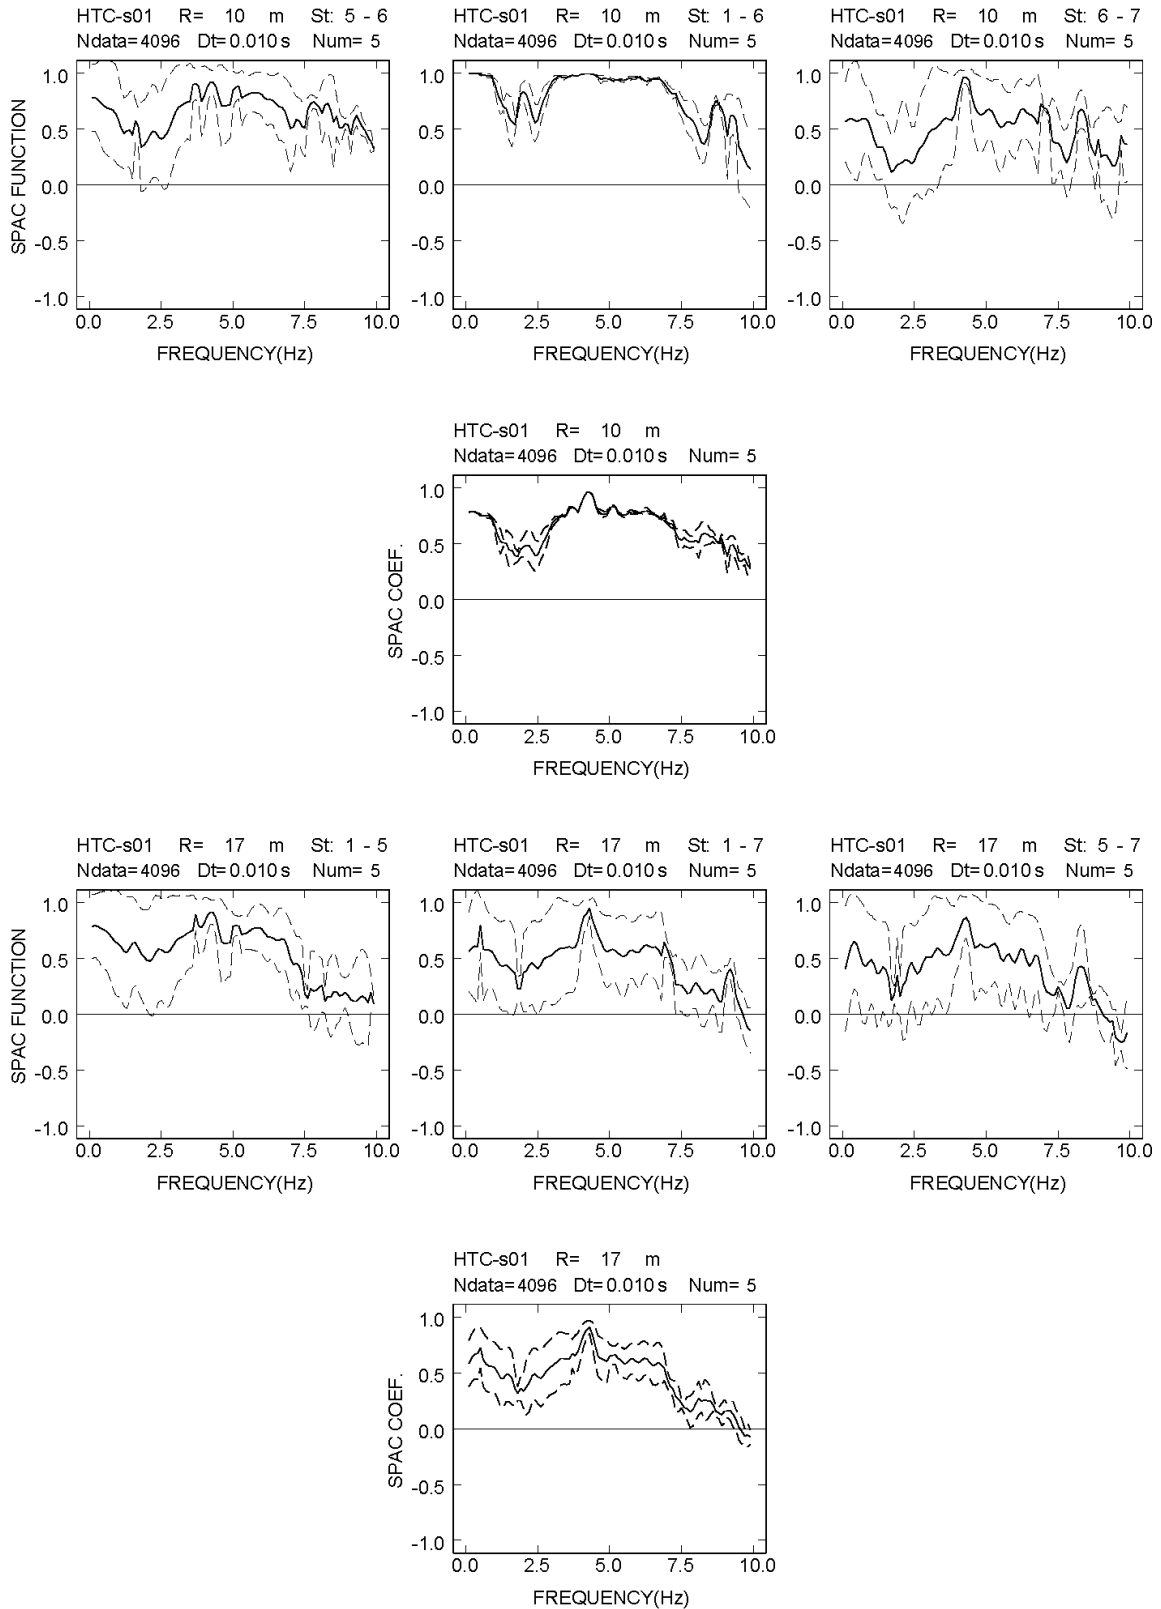 HTC-s01 R= 10 m St: 5 - 6
Ndata=4096 Dt=0.010 s Num= 5
SPAC FUNCTION
1.0
0.5
0.0
-0.5
-1.0
0.0 2.5 5.0 7.5 10.0
FREQUENCY(Hz)
HTC-s01 R= 10 m St: 1 - 6
Ndata=4096 Dt=0.010 s Num= 5
1.0
0.5
0.0
-0.5
-1.0
0.0 2.5 5.0 7.5 10.0
FREQUENCY(Hz)
HTC-s01 R= 10 m St: 6 - 7
Ndata=4096 Dt=0.010 s Num= 5
1.0
0.5
0.0
-0.5
-1.0
0.0 2.5 5.0 7.5 10.0
FREQUENCY(Hz)
HTC-s01 R= 10 m
Ndata=4096 Dt=0.010 s Num= 5
SPAC COEF.
1.0
0.5
0.0
-0.5
-1.0
0.0 2.5 5.0 7.5 10.0
FREQUENCY(Hz)
HTC-s01 R= 17 m St: 1 - 5
Ndata=4096 Dt=0.010 s Num= 5
SPAC FUNCTION
1.0
0.5
0.0
-0.5
-1.0
0.0 2.5 5.0 7.5 10.0
FREQUENCY(Hz)
HTC-s01 R= 17 m St: 1 - 7
Ndata=4096 Dt=0.010 s Num= 5
1.0
0.5
0.0
-0.5
-1.0
0.0 2.5 5.0 7.5 10.0
FREQUENCY(Hz)
HTC-s01 R= 17 m St: 5 - 7
Ndata=4096 Dt=0.010 s Num= 5
1.0
0.5
0.0
-0.5
-1.0
0.0 2.5 5.0 7.5 10.0
FREQUENCY(Hz)
HTC-s01 R= 17 m
Ndata=4096 Dt=0.010 s Num= 5
SPAC COEF.
1.0
0.5
0.0
-0.5
-1.0
0.0 2.5 5.0 7.5 10.0
FREQUENCY(Hz)